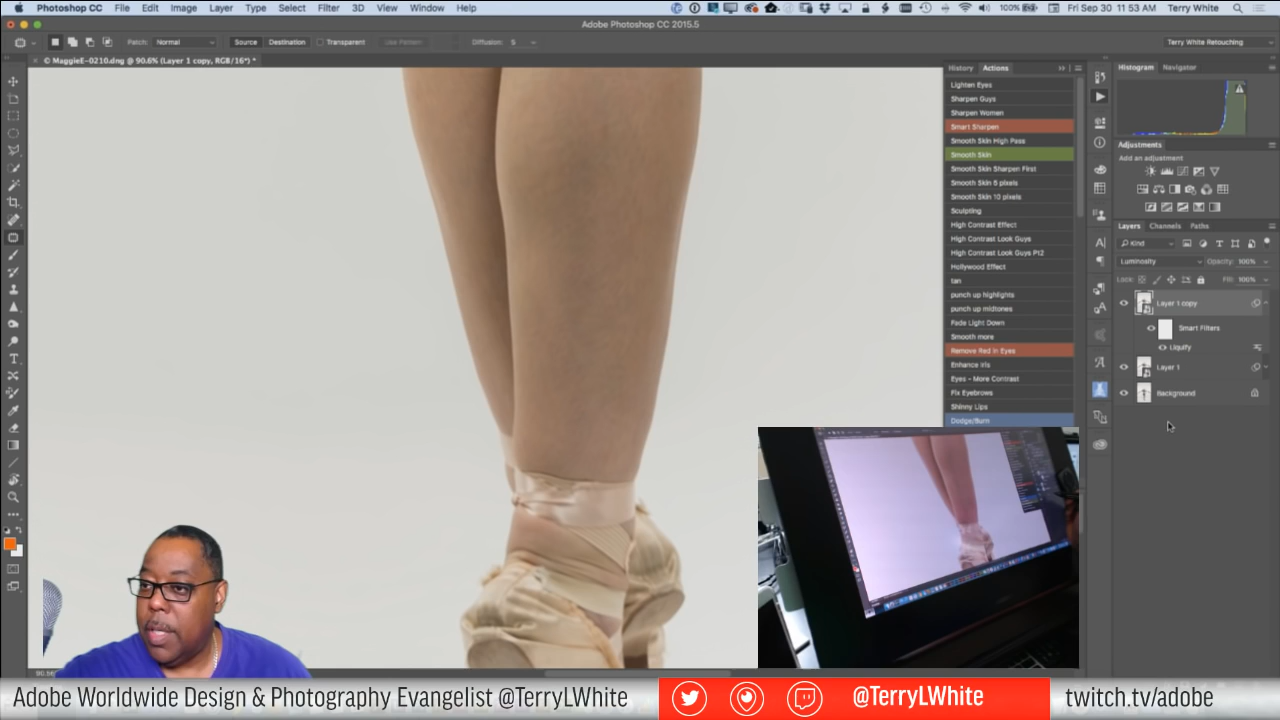 Photoshop CC File Edit Image Layer Type Select Filter 3D View Window Help 100% Fri Sep 30 11:53 AM Terry White
Adobe Photoshop CC 2015.5
Patch: Normal Source Destination Transparent Use Pattern Diffusion: 5 Terry White Retouching
© MaggieE-0210.dng @ 90.6% (Layer 1 copy, RGB/16*) *
History Actions
Lighten Eyes
Sharpen Guys
Sharpen Women
Smart Sharpen
Smooth Skin High Pass
Smooth Skin
Smooth Skin Sharpen First
Smooth Skin 5 pixels
Smooth Skin 10 pixels
Sculpting
High Contrast Effect
High Contrast Look Guys
High Contrast Look Guys Pt2
Hollywood Effect
tan
punch up highlights
punch up midtones
Fade Light Down
Smooth more
Remove Red in Eyes
Enhance Iris
Eyes - More Contrast
Fix Eyebrows
Shinny Lips
Dodge/Burn
Histogram Navigator
Adjustments
Add an adjustment
Layers Channels Paths
Kind
Luminosity Opacity: 100%
Lock: Fill: 100%
Layer 1 copy
Smart Filters
Liquify
Layer 1
Background
Adobe Worldwide Design & Photography Evangelist @TerryLWhite
@TerryLWhite
twitch.tv/adobe